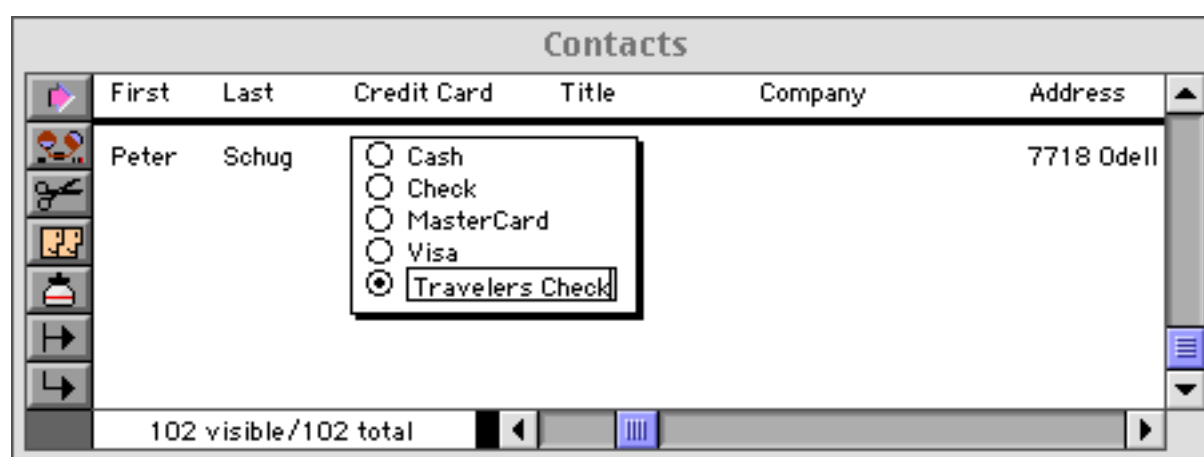 Contacts
First Last Credit Card Title Company Address
Peter Schug Cash 7718 Odell
Check
MasterCard
Visa
Travelers Check
102 visible/102 total